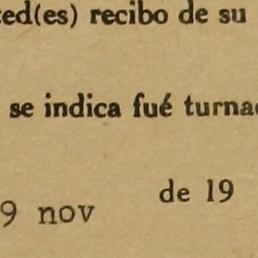 ted(es) recibo de su
se indica fué turna
9 nov de 19